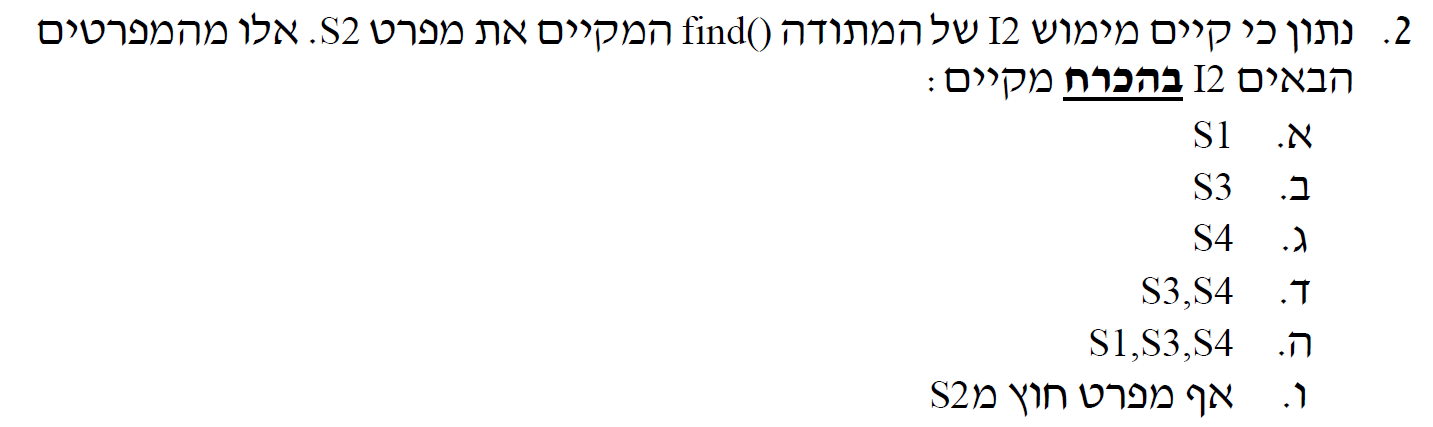 2. נתון כי קיים מימוש I2 של המתודה find() המקיים את מפרט S2. אלו מהמפרטים
הבאים I2 בהכרח מקיים:
א. S1
ב. S3
ג. S4
ד. S3,S4
ה. S1,S3,S4
ו. אף מפרט חוץ מS2